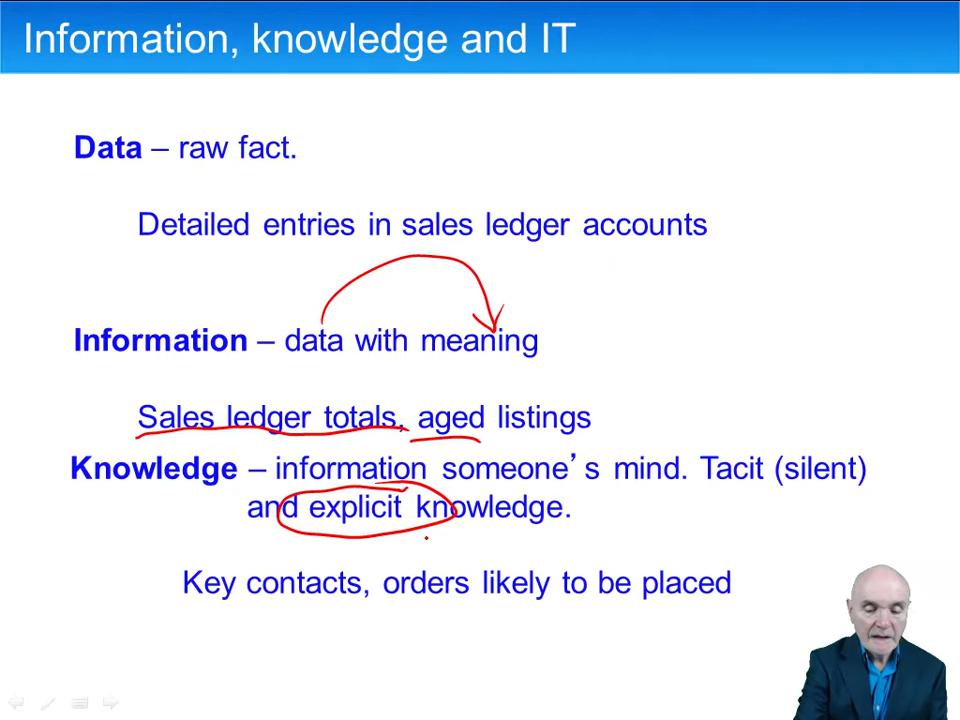 Information, knowledge and IT
Data – raw fact.
Detailed entries in sales ledger accounts
Information – data with meaning
Sales ledger totals, aged listings
Knowledge – information someone’s mind. Tacit (silent)
and explicit knowledge.
Key contacts, orders likely to be placed